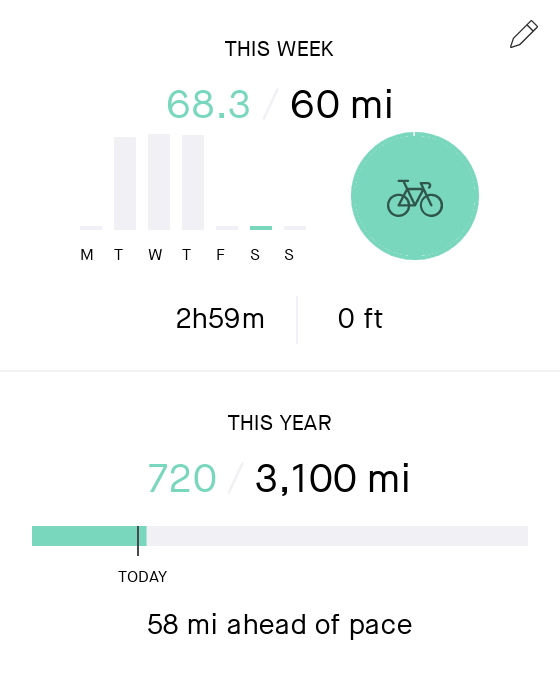 THIS WEEK
68.3 / 60 mi
M T W T F S S
2h59m 0 ft
THIS YEAR
720 / 3,100 mi
TODAY
58 mi ahead of pace